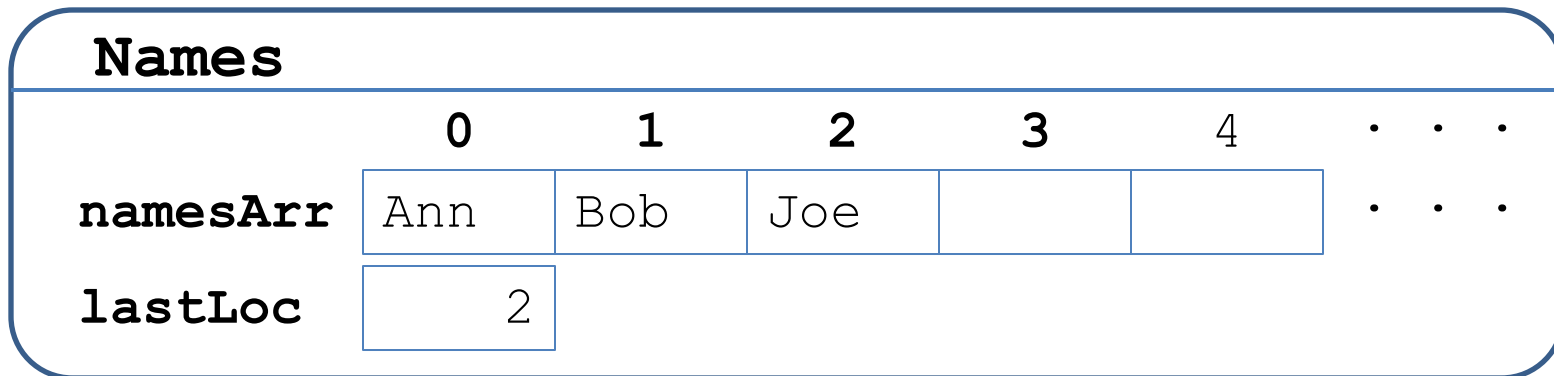 Names
0 1 2 3 4 . . .
namesArr Ann Bob Joe . . .
lastLoc 2